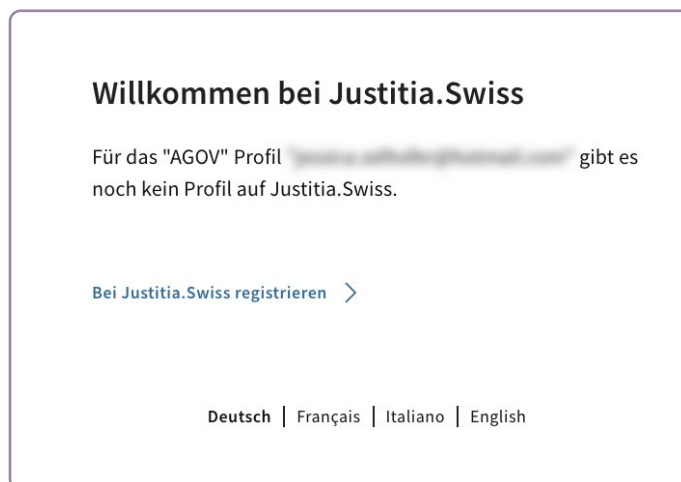 Willkommen bei Justitia.Swiss
Für das "AGOV" Profil gibt es
noch kein Profil auf Justitia.Swiss.
Bei Justitia.Swiss registrieren
Deutsch | Français | Italiano | English